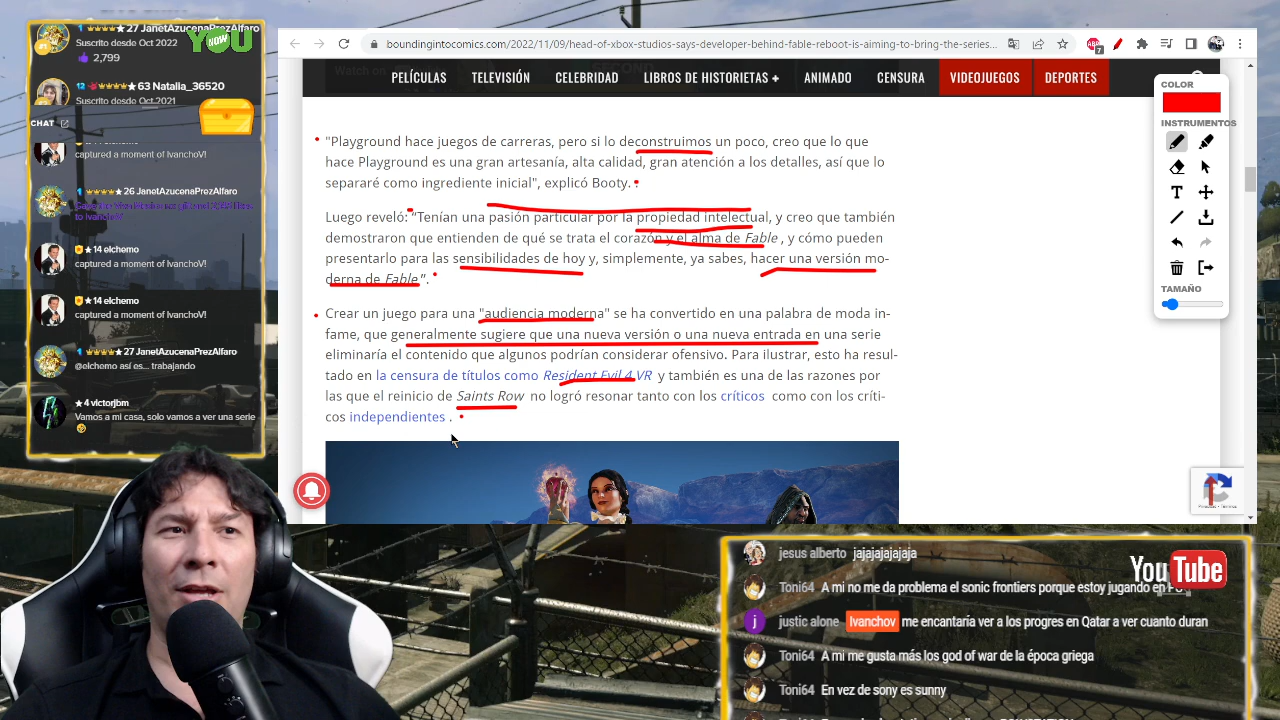 1 ★★★★★ 27 JanetAzucenaPrezAlfaro
Suscrito desde Oct 2022
2,799
YOU
NOW
12 ★★★★★ 63 Natalia_36520
Suscrito desde Oct 2021
CHAT
captured a moment of IvanchoV!
1 ★★★★★ 26 JanetAzucenaPrezAlfaro
to IvanchoV!
★ 14 elchemo
captured a moment of IvanchoV!
★ 14 elchemo
captured a moment of IvanchoV!
1 ★★★★★ 27 JanetAzucenaPrezAlfaro
@elchemo así es... trabajando
★ 4 victorjbm
Vamos a mi casa, solo vamos a ver una serie
boundingintocomics.com/2022/11/09/head-of-xbox-studios-says-developer-behind-fable-reboot-is-aiming-to-bring-the-series...
ABP
7
PELÍCULAS
TELEVISIÓN
CELEBRIDAD
LIBROS DE HISTORIETAS +
ANIMADO
CENSURA
VIDEOJUEGOS
DEPORTES
"Playground hace juegos de carreras, pero si lo deconstruimos un poco, creo que lo que
hace Playground es una gran artesanía, alta calidad, gran atención a los detalles, así que lo
separaré como ingrediente inicial", explicó Booty. .
Luego reveló: "Tenían una pasión particular por la propiedad intelectual, y creo que también
demostraron que entienden de qué se trata el corazón y el alma de Fable , y cómo pueden
presentarlo para las sensibilidades de hoy y, simplemente, ya sabes, hacer una versión mo-
derna de Fable".
Crear un juego para una "audiencia moderna" se ha convertido en una palabra de moda in-
fame, que generalmente sugiere que una nueva versión o una nueva entrada en una serie
eliminaría el contenido que algunos podrían considerar ofensivo. Para ilustrar, esto ha resul-
tado en la censura de títulos como Resident Evil 4 VR y también es una de las razones por
las que el reinicio de Saints Row no logró resonar tanto con los críticos como con los críti-
cos independientes .
COLOR
INSTRUMENTOS
T
TAMAÑO
jesus alberto jajajajajajaja
Toni64 A mi no me da problema el sonic frontiers porque estoy jugando en PC
justic alone Ivanchov me encantaría ver a los progres en Qatar a ver cuanto duran
Toni64 A mi me gusta más los god of war de la época griega
Toni64 En vez de sony es sunny
YouTube